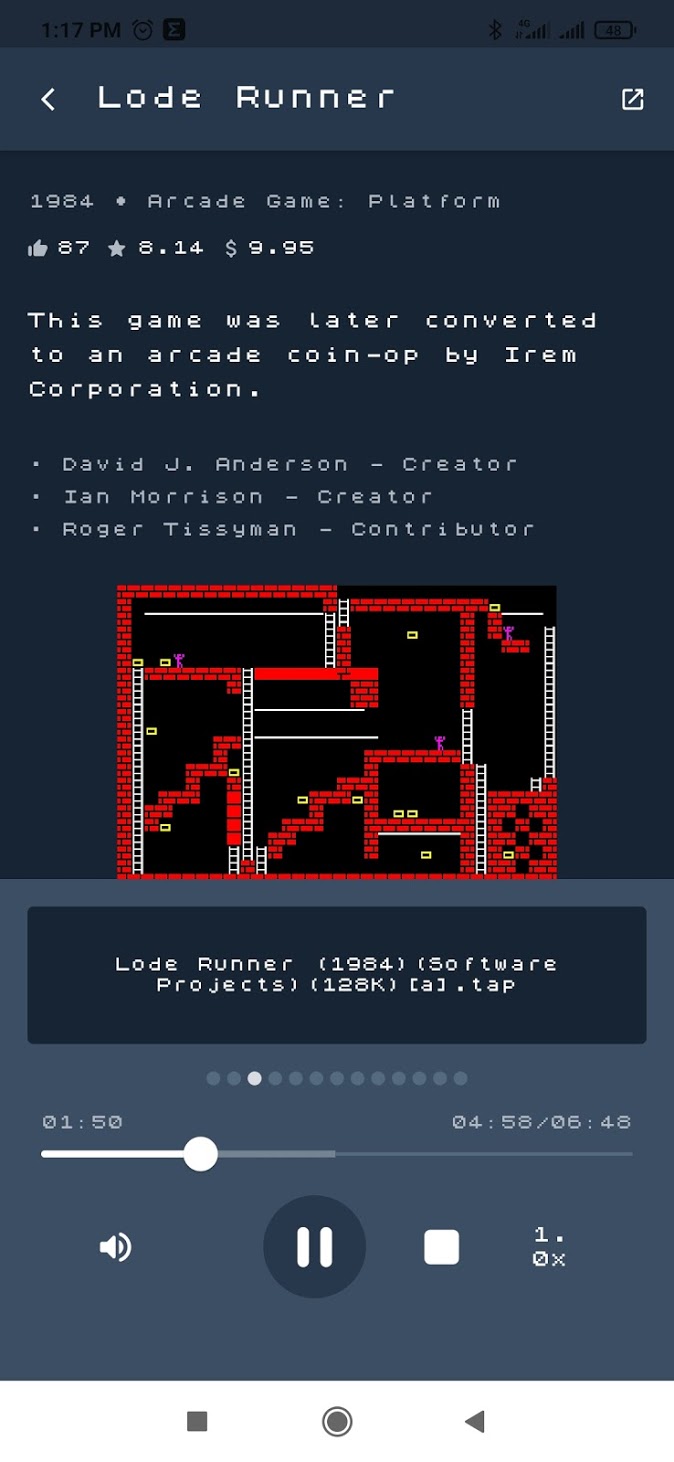 1:17 PM 4G 48
Lode Runner
1984 • Arcade Game: Platform
87 8.14 $ 9.95
This game was later converted
to an arcade coin-op by Irem
Corporation.
· David J. Anderson - Creator
· Ian Morrison - Creator
· Roger Tissyman - Contributor
Lode Runner (1984)(Software
Projects)(128K)[a].tap
01:50 04:58/06:48
1.
0x